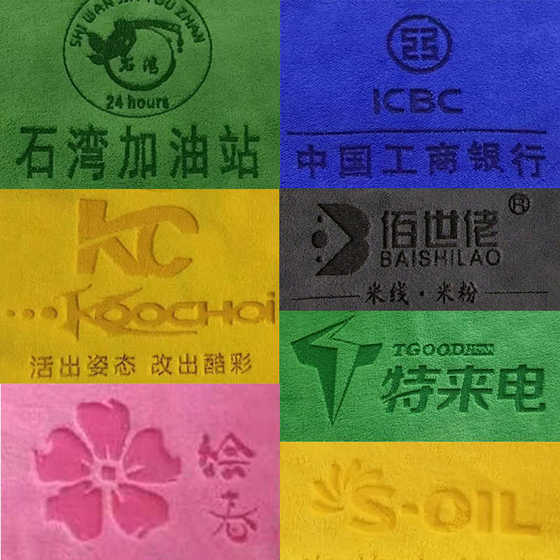 SHI WAN JIA YOU ZHAN
石湾
24 hours
石湾加油站
ICBC
中国工商银行
KC
KOOCHOI
活出姿态 改出酷彩
佰世佬®
BAISHILAO
米线·米粉
TGOOD
特来电
S-OIL